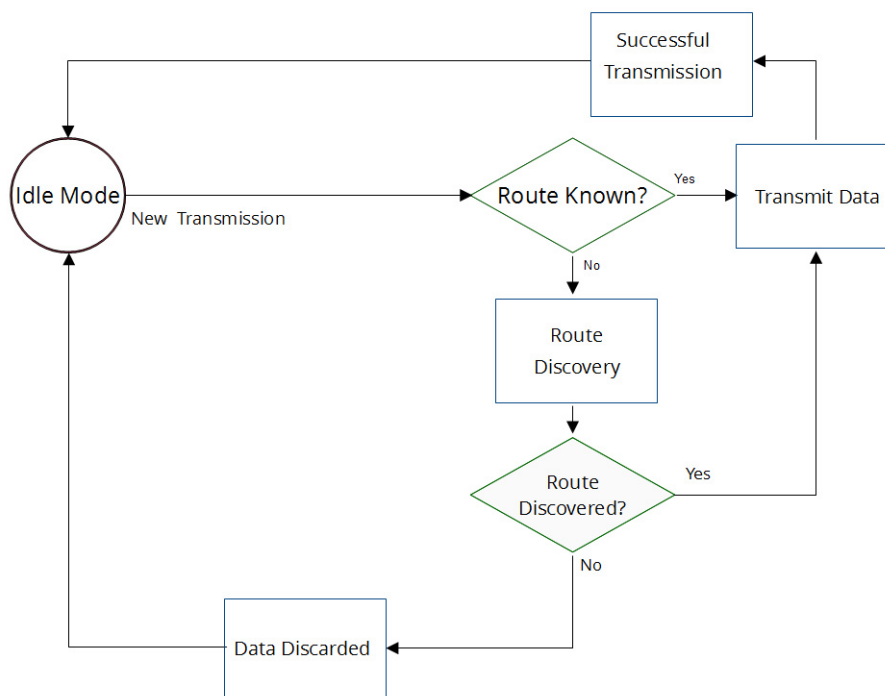 Successful
Transmission
Idle Mode
New Transmission
Route Known?
Yes
Transmit Data
No
Route
Discovery
Route
Discovered?
Yes
No
Data Discarded